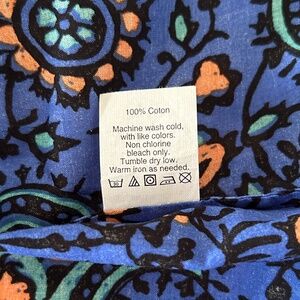 100% Coton
Machine wash cold,
with like colors.
Non chlorine
bleach only.
Tumble dry low.
Warm iron as needed.